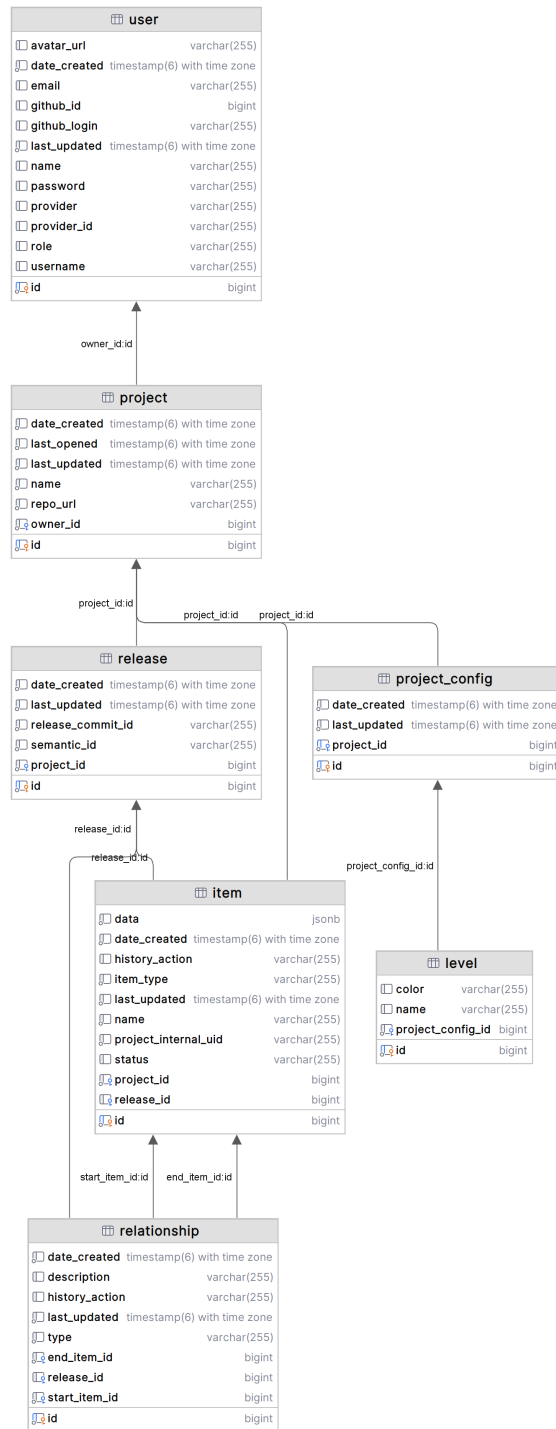 user
avatar_url varchar(255)
date_created timestamp(6) with time zone
email varchar(255)
github_id bigint
github_login varchar(255)
last_updated timestamp(6) with time zone
name varchar(255)
password varchar(255)
provider varchar(255)
provider_id varchar(255)
role varchar(255)
username varchar(255)
id bigint
owner_id:id
project
date_created timestamp(6) with time zone
last_opened timestamp(6) with time zone
last_updated timestamp(6) with time zone
name varchar(255)
repo_url varchar(255)
owner_id bigint
id bigint
project_id:id
project_id:id
project_id:id
release
date_created timestamp(6) with time zone
last_updated timestamp(6) with time zone
release_commit_id varchar(255)
semantic_id varchar(255)
project_id bigint
id bigint
project_config
date_created timestamp(6) with time zone
last_updated timestamp(6) with time zone
project_id bigint
id bigint
release_id:id
release_id:id
project_config_id:id
item
data jsonb
date_created timestamp(6) with time zone
history_action varchar(255)
item_type varchar(255)
last_updated timestamp(6) with time zone
name varchar(255)
project_internal_uid varchar(255)
status varchar(255)
project_id bigint
release_id bigint
id bigint
level
color varchar(255)
name varchar(255)
project_config_id bigint
id bigint
start_item_id:id
end_item_id:id
relationship
date_created timestamp(6) with time zone
description varchar(255)
history_action varchar(255)
last_updated timestamp(6) with time zone
type varchar(255)
end_item_id bigint
release_id bigint
start_item_id bigint
id bigint